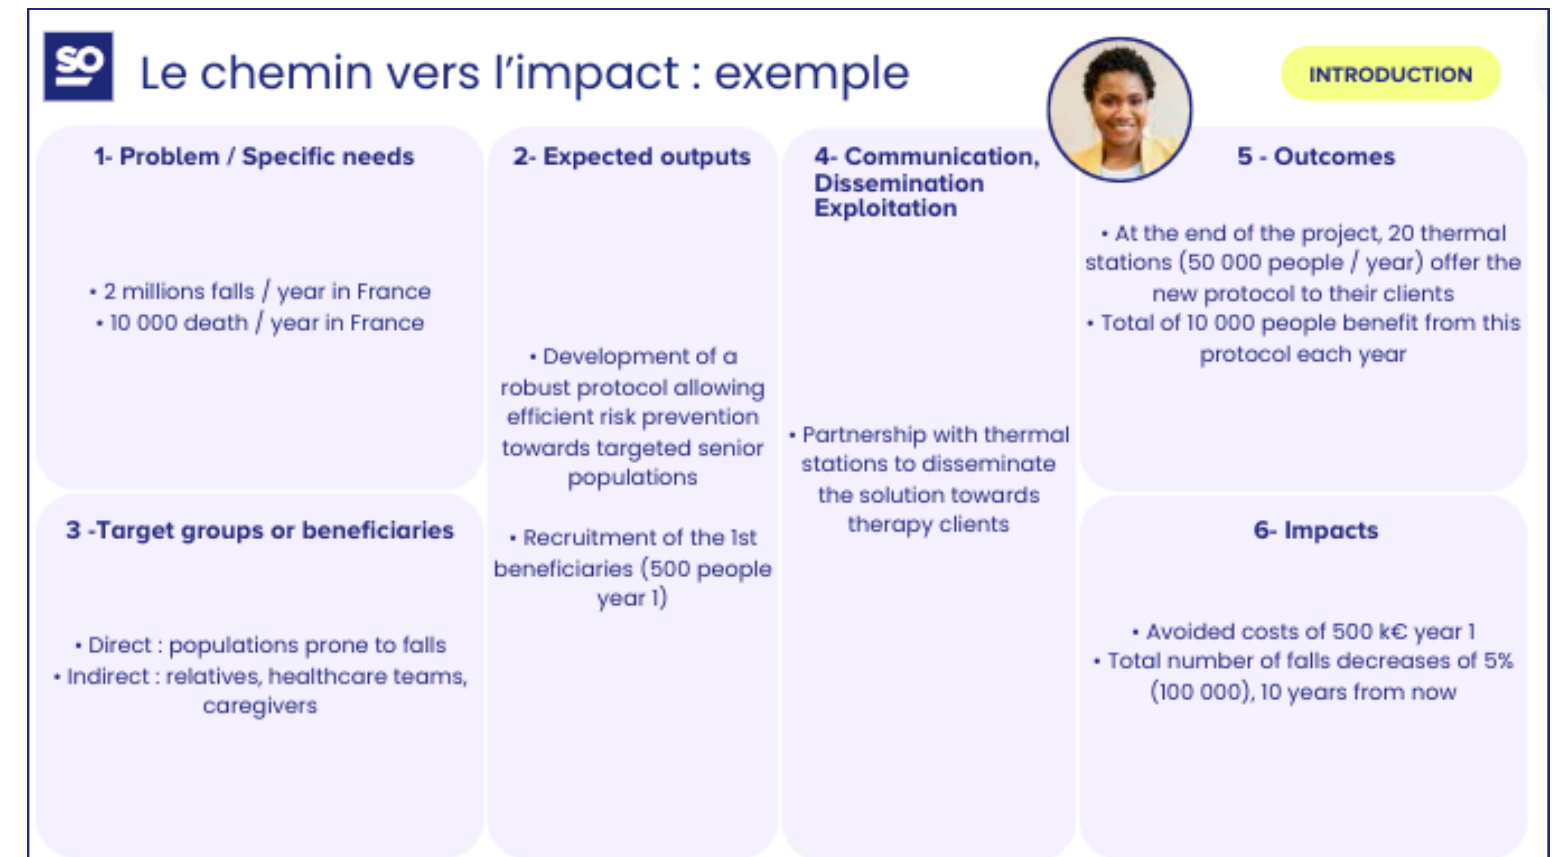 SO
Le chemin vers l'impact : exemple
INTRODUCTION
1- Problem / Specific needs
• 2 millions falls / year in France
• 10 000 death / year in France
2- Expected outputs
• Development of a
robust protocol allowing
efficient risk prevention
towards targeted senior
populations
• Recruitment of the 1st
beneficiaries (500 people
year 1)
3 -Target groups or beneficiaries
• Direct : populations prone to falls
• Indirect : relatives, healthcare teams,
caregivers
4- Communication,
Dissemination
Exploitation
• Partnership with thermal
stations to disseminate
the solution towards
therapy clients
5 - Outcomes
• At the end of the project, 20 thermal
stations (50 000 people / year) offer the
new protocol to their clients
• Total of 10 000 people benefit from this
protocol each year
6- Impacts
• Avoided costs of 500 k€ year 1
• Total number of falls decreases of 5%
(100 000), 10 years from now